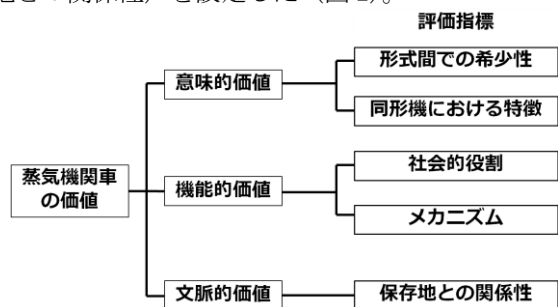 を設定した
評価指標
形式間での希少性
意味的価値
同形機における特徴
蒸気機関車
の価値
社会的役割
機能的価値
メカニズム
文脈的価値
保存地との関係性